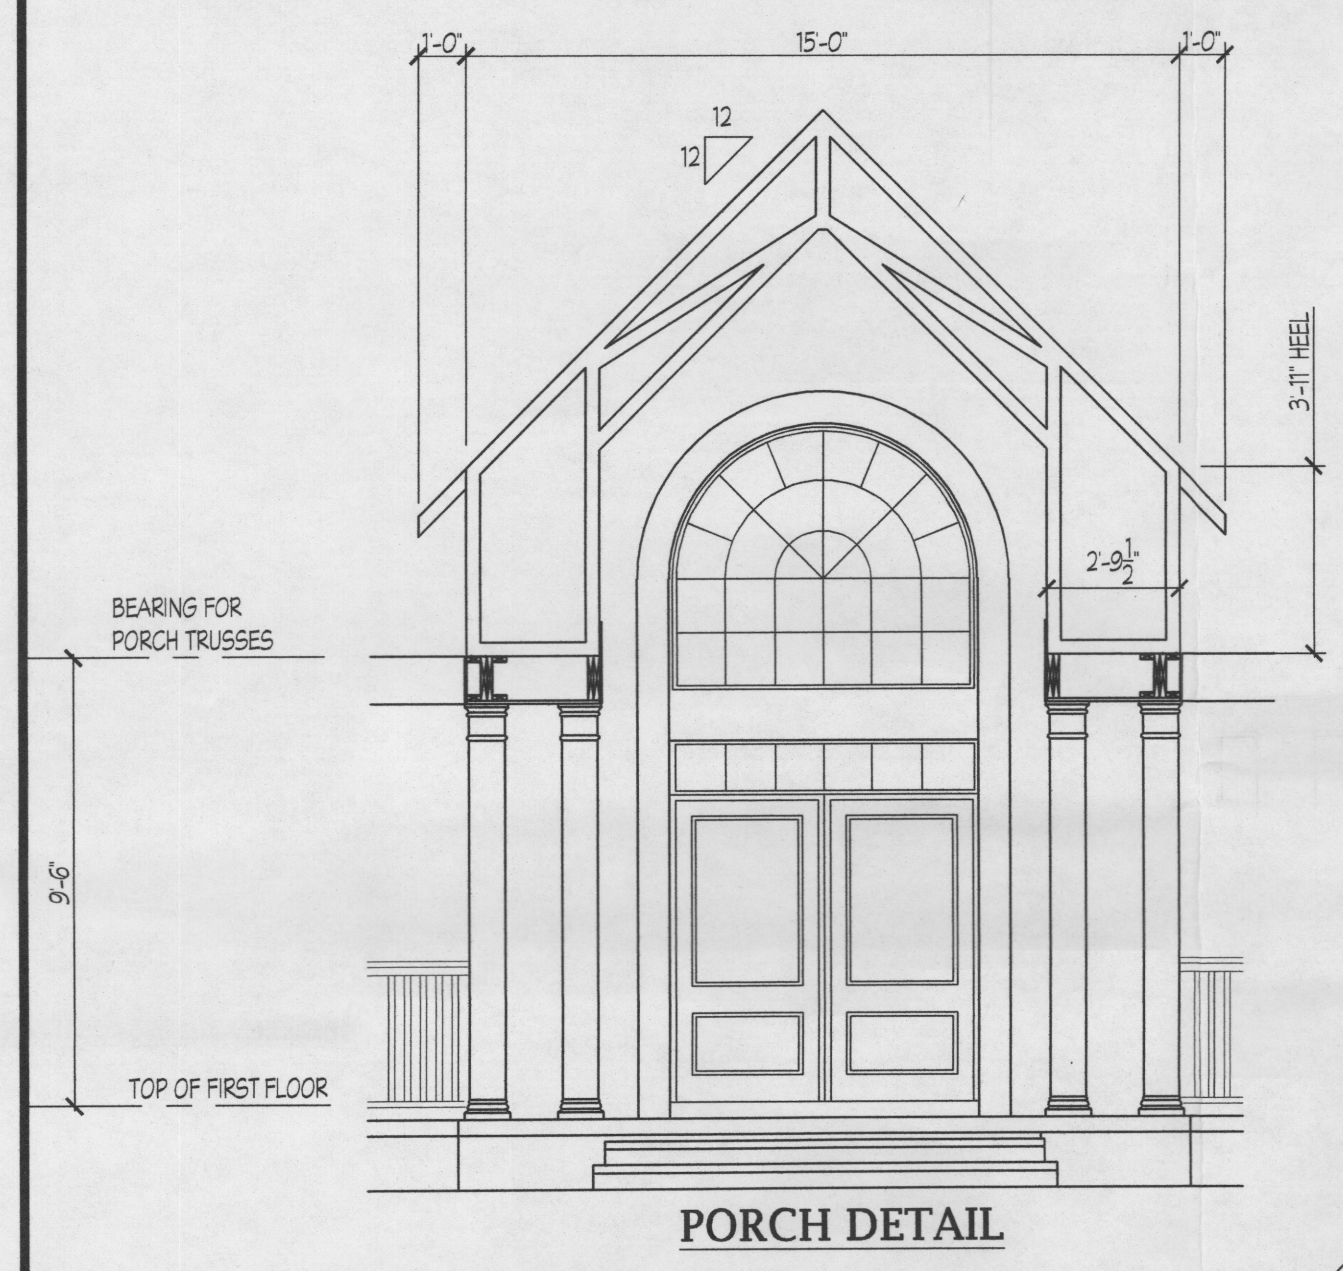 1'-0"
15'-0"
1'-0"
12
12
3'-11" HEEL
2'-9 1/2"
BEARING FOR
PORCH TRUSSES
9'-6"
TOP OF FIRST FLOOR
PORCH DETAIL